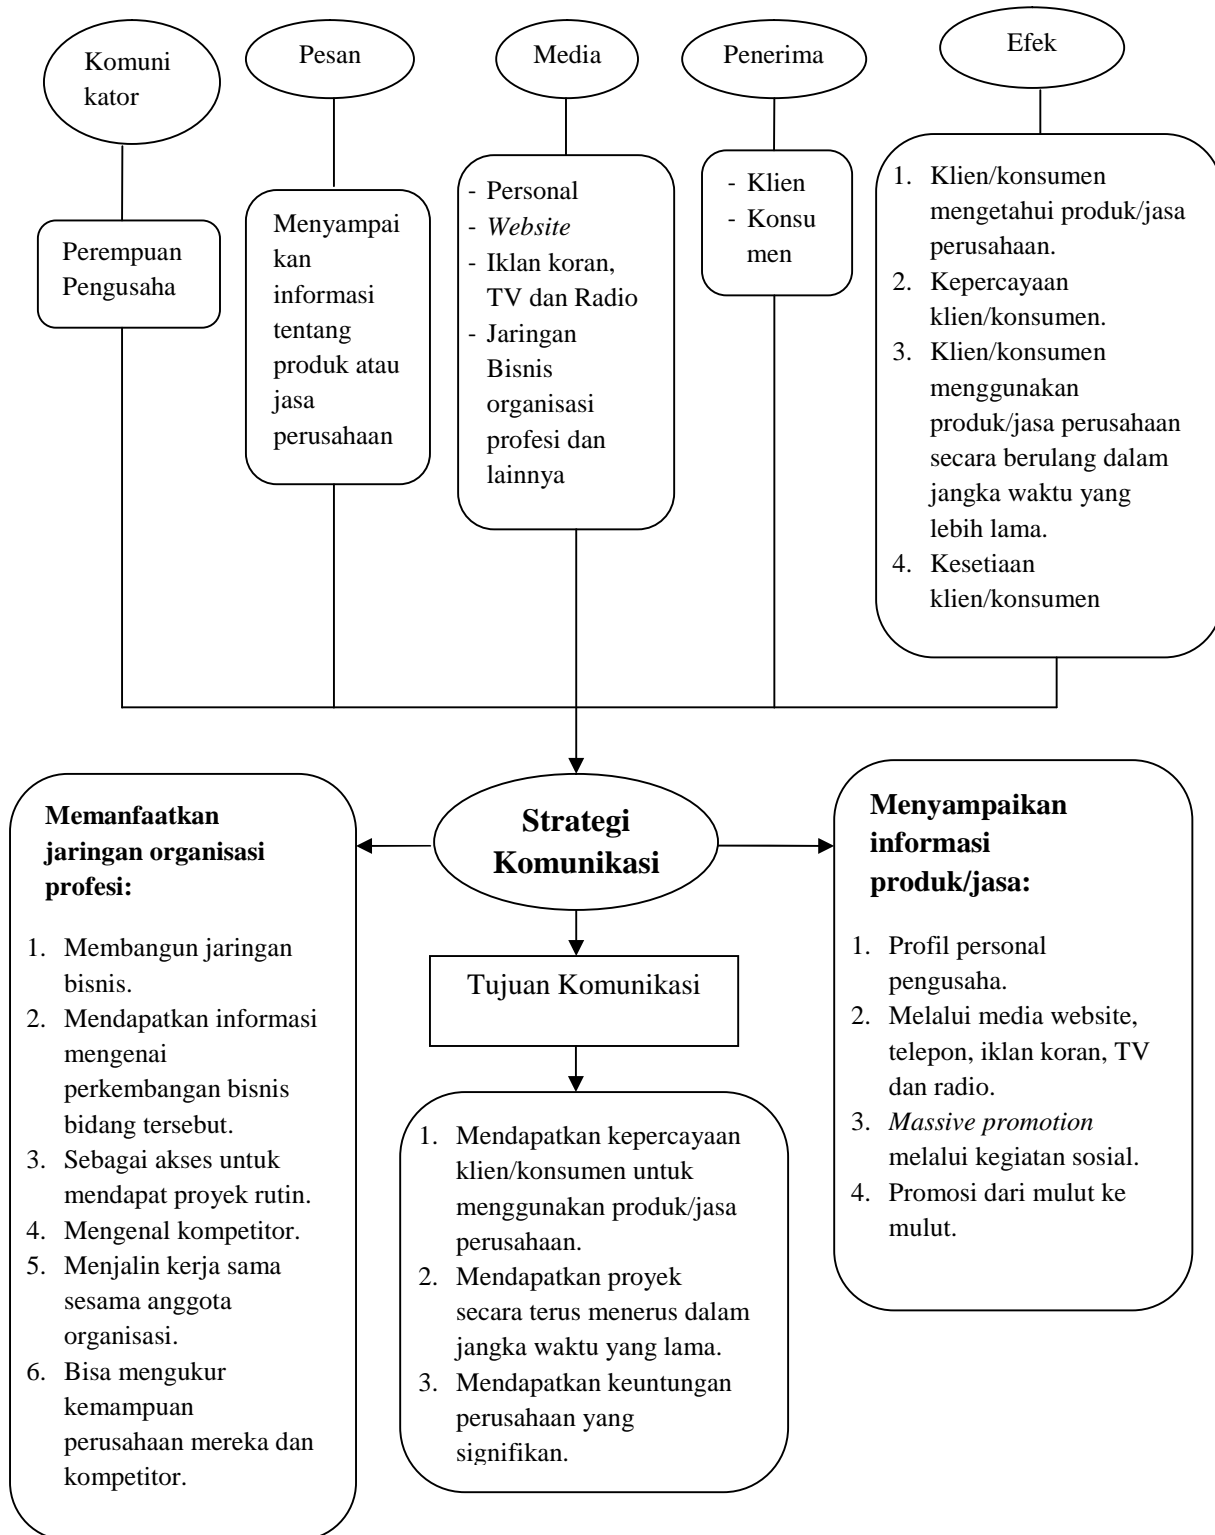 Komuni
kator
Pesan
Media
Penerima
Efek
Perempuan
Pengusaha
Menyampai
kan
informasi
tentang
produk atau
jasa
perusahaan
- Personal
- Website
- Iklan koran,
TV dan Radio
- Jaringan
Bisnis
organisasi
profesi dan
lainnya
- Klien
- Konsu
men
1. Klien/konsumen
mengetahui produk/jasa
perusahaan.
2. Kepercayaan
klien/konsumen.
3. Klien/konsumen
menggunakan
produk/jasa perusahaan
secara berulang dalam
jangka waktu yang
lebih lama.
4. Kesetiaan
klien/konsumen
Strategi
Komunikasi
Memanfaatkan
jaringan organisasi
profesi:
1. Membangun jaringan
bisnis.
2. Mendapatkan informasi
mengenai
perkembangan bisnis
bidang tersebut.
3. Sebagai akses untuk
mendapat proyek rutin.
4. Mengenal kompetitor.
5. Menjalin kerja sama
sesama anggota
organisasi.
6. Bisa mengukur
kemampuan
perusahaan mereka dan
kompetitor.
Tujuan Komunikasi
1. Mendapatkan kepercayaan
klien/konsumen untuk
menggunakan produk/jasa
perusahaan.
2. Mendapatkan proyek
secara terus menerus dalam
jangka waktu yang lama.
3. Mendapatkan keuntungan
perusahaan yang
signifikan.
Menyampaikan
informasi
produk/jasa:
1. Profil personal
pengusaha.
2. Melalui media website,
telepon, iklan koran, TV
dan radio.
3. Massive promotion
melalui kegiatan sosial.
4. Promosi dari mulut ke
mulut.